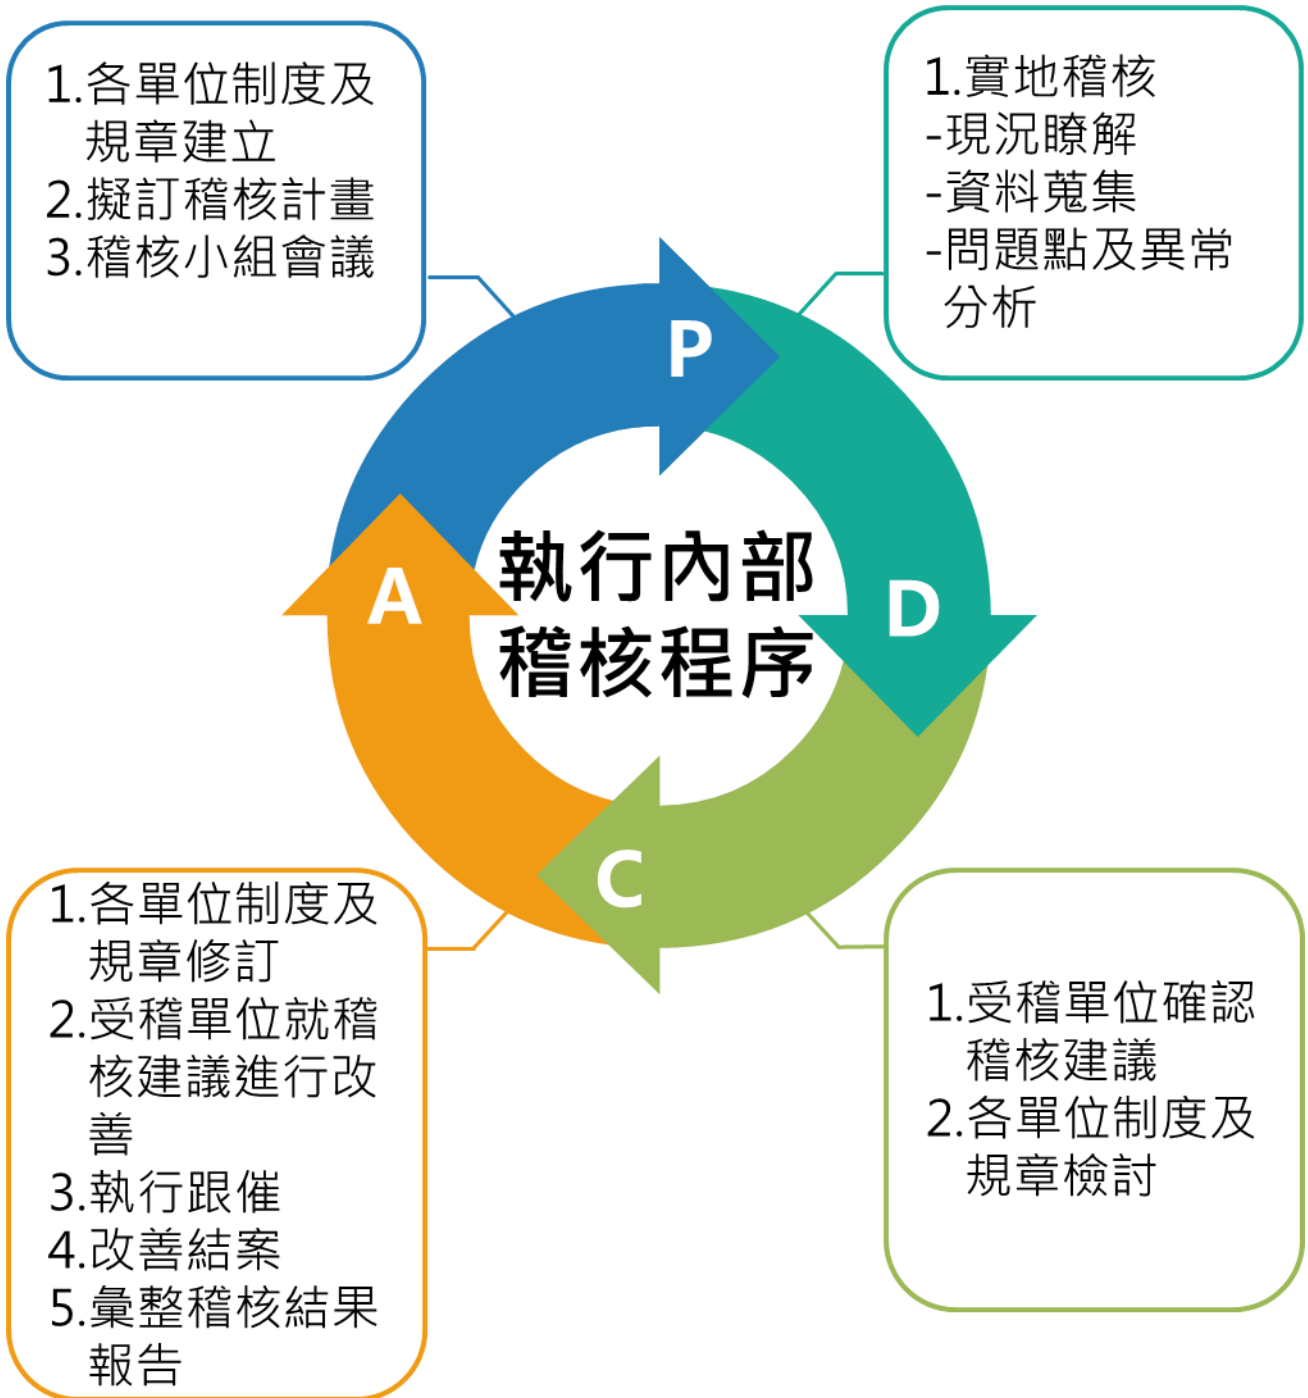 1.各單位制度及
規章建立
2.擬訂稽核計畫
3.稽核小組會議
1.實地稽核
-現況瞭解
-資料蒐集
-問題點及異常
分析
P
D
C
A
執行內部
稽核程序
1.各單位制度及
規章修訂
2.受稽單位就稽
核建議進行改
善
3.執行跟催
4.改善結案
5.彙整稽核結果
報告
1.受稽單位確認
稽核建議
2.各單位制度及
規章檢討